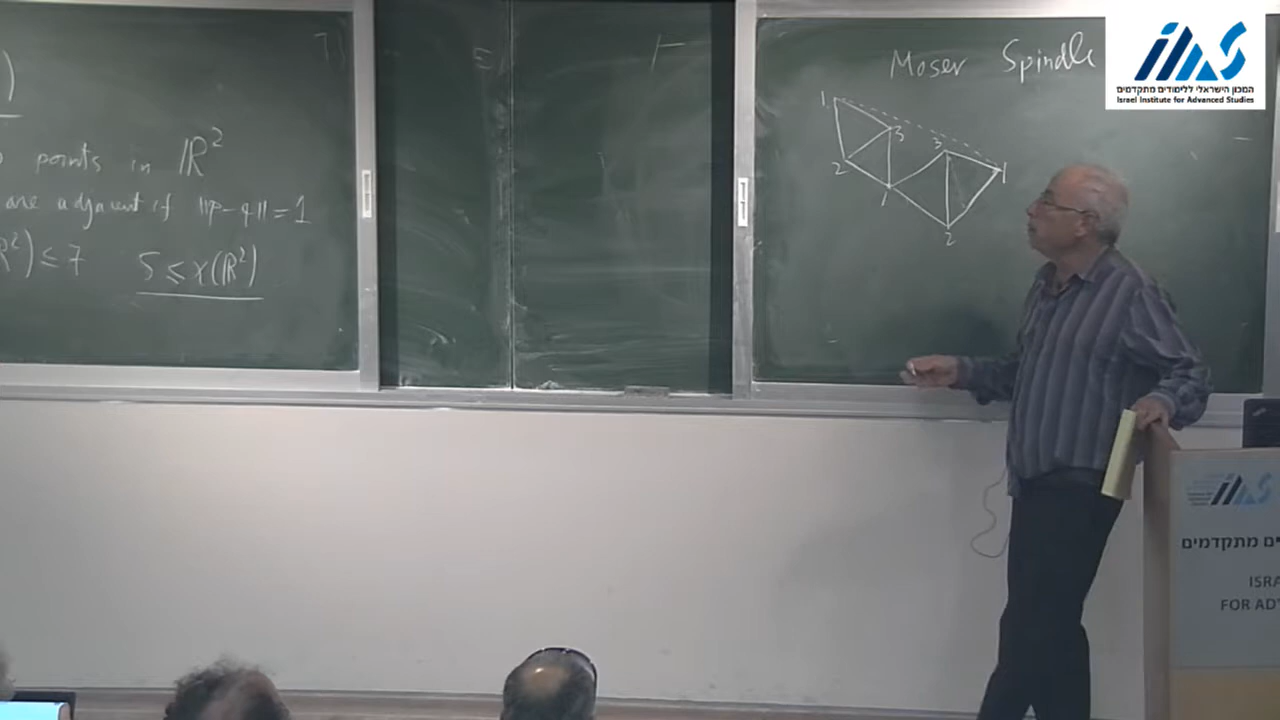 )
points in ℝ²
are adjacent if ||p-q||=1
ℝ²) ≤ 7 5 ≤ χ(ℝ²)
Moser Spindle
1
3
2
1
3
1
2
המכון הישראלי ללימודים מתקדמים
Israel Institute for Advanced Studies
ים מתקדמים
ISRA
FOR AD